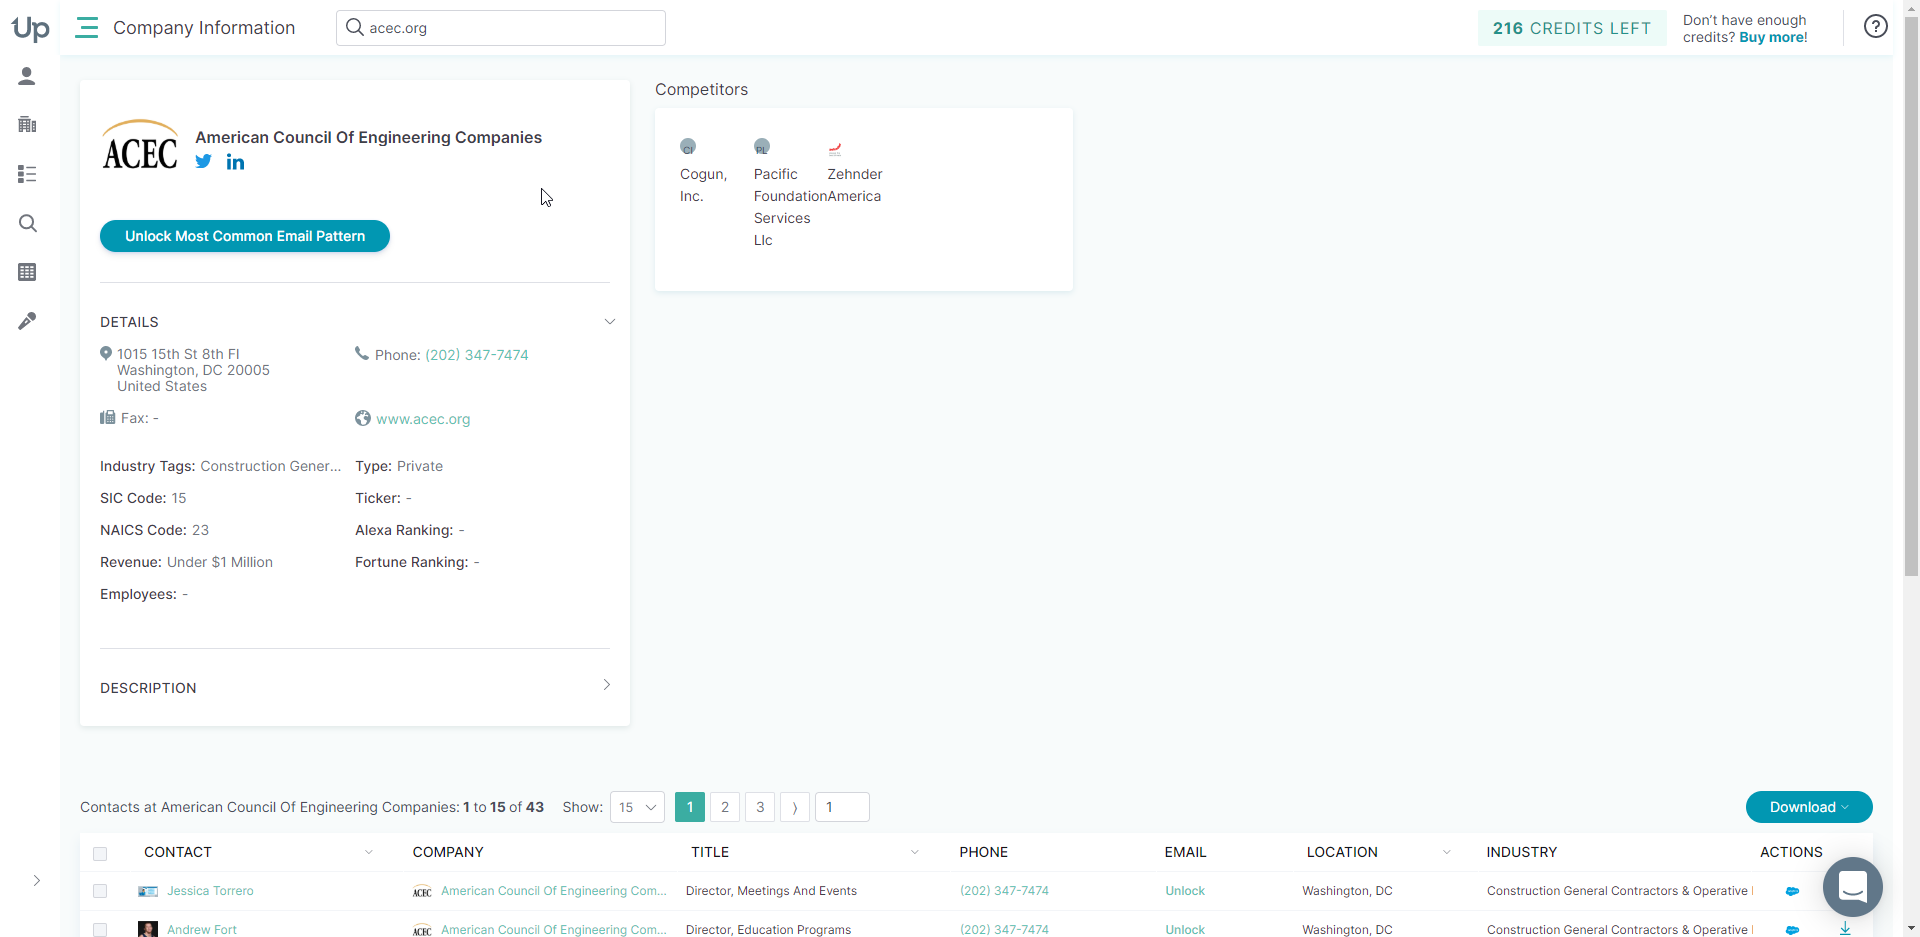 Up
Company Information
acec.org
216 CREDITS LEFT
Don't have enough
credits? Buy more!
ACEC
American Council Of Engineering Companies
Unlock Most Common Email Pattern
DETAILS
1015 15th St 8th Fl
Washington, DC 20005
United States
Phone: (202) 347-7474
Fax: -
www.acec.org
Industry Tags: Construction Gener...
Type: Private
SIC Code: 15
Ticker: -
NAICS Code: 23
Alexa Ranking: -
Revenue: Under $1 Million
Fortune Ranking: -
Employees: -
DESCRIPTION
Competitors
CI
Cogun,
Inc.
PL
Pacific
Foundation
Services
Llc
Zehnder
America
Contacts at American Council Of Engineering Companies: 1 to 15 of 43
Show: 15
1 2 3 ⟩ 1
Download
CONTACT COMPANY TITLE PHONE EMAIL LOCATION INDUSTRY ACTIONS
Jessica Torrero ACEC American Council Of Engineering Com... Director, Meetings And Events (202) 347-7474 Unlock Washington, DC Construction General Contractors & Operative
Andrew Fort ACEC American Council Of Engineering Com... Director, Education Programs (202) 347-7474 Unlock Washington, DC Construction General Contractors & Operative